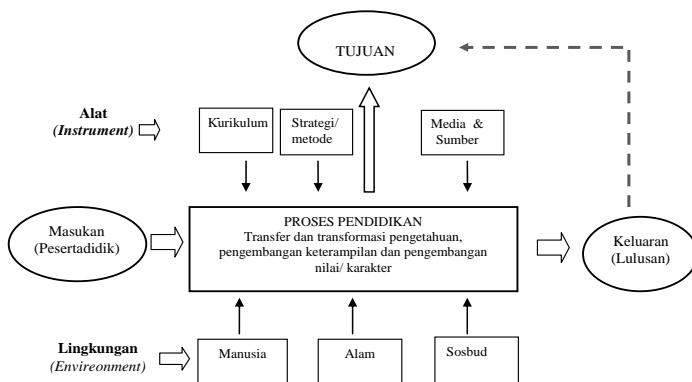 TUJUAN
Alat
(Instrument)
Kurikulum
Strategi/
metode
Media & 
Sumber
Masukan
(Pesertadidik)
PROSES PENDIDIKAN
Transfer dan transformasi pengetahuan,
pengembangan keterampilan dan pengembangan
nilai/ karakter
Keluaran
(Lulusan)
Lingkungan
(Envireonment)
Manusia
Alam
Sosbud